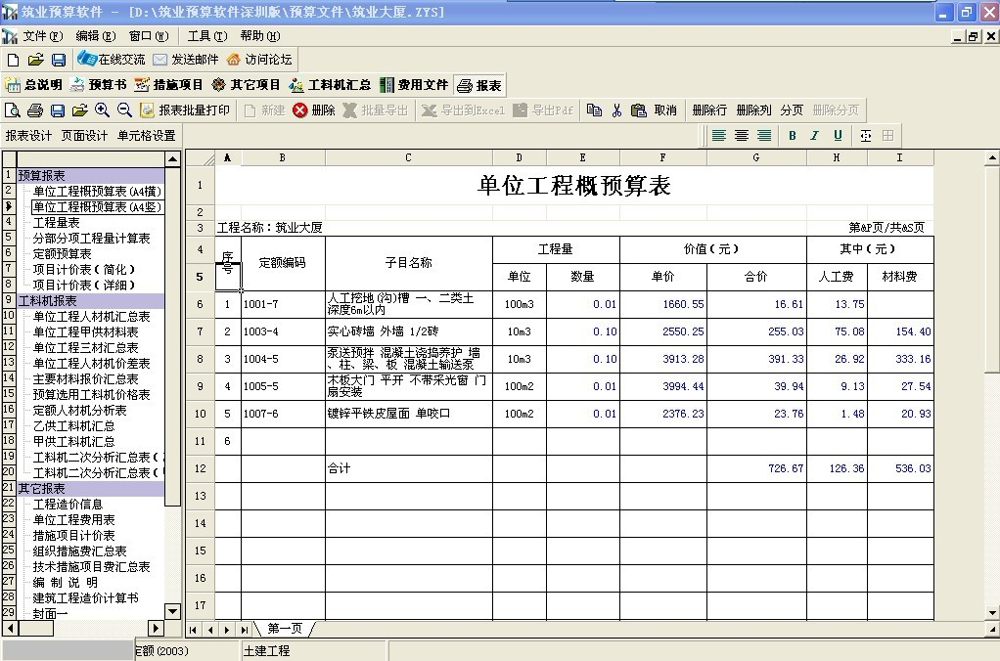 筑业预算软件 - [D:\筑业预算软件深圳版\预算文件\筑业大厦.ZYS]
文件(F) 编辑(E) 窗口(W) 工具(T) 帮助(H)
在线交流 发送邮件 访问论坛
总说明 预算书 措施项目 其它项目 工料机汇总 费用文件 报表
报表批量打印 新建 删除 批量导出 导出到Excel 导出Pdf 取消 删除行 删除列 分页 删除分页
报表设计 页面设计 单元格设置 B I U
1 预算报表
2 单位工程概预算表(A4横)
单位工程概预算表(A4竖)
4 工程量表
5 分部分项工程量计算表
6 定额预算表
7 项目计价表(简化)
8 项目计价表(详细)
9 工料机报表
10 单位工程人材机汇总表
11 单位工程甲供材料表
12 单位工程三材汇总表
13 单位工程人材机价差表
14 主要材料报价汇总表
15 预算选用工料机价格表
16 定额人材机分析表
17 乙供工料机汇总
18 甲供工料机汇总
19 工料机二次分析汇总表(
20 工料机二次分析汇总表(
21 其它报表
22 工程造价信息
23 单位工程费用表
24 措施项目计价表
25 组织措施费汇总表
26 技术措施项目费汇总表
27 编 制 说 明
28 建筑工程造价计算书
29 封面一
A B C D E F G H I
1 单位工程概预算表
2
3 工程名称：筑业大厦 第&P页/共&S页
4 序号 定额编码 子目名称 工程量 价值(元) 其中(元)
5 单位 数量 单价 合价 人工费 材料费
6 1 1001-7 人工挖地(沟)槽 一、二类土 深度6m以内 100m3 0.01 1660.55 16.61 13.75
7 2 1003-4 实心砖墙 外墙 1/2砖 10m3 0.10 2550.25 255.03 75.08 154.40
8 3 1004-5 泵送预拌 混凝土浇捣养护 墙、柱、梁、板 混凝土输送泵 10m3 0.10 3913.28 391.33 26.92 333.16
9 4 1005-5 木板大门 平开 不带采光窗 门扇安装 100m2 0.01 3994.44 39.94 9.13 27.54
10 5 1007-6 镀锌平铁皮屋面 单咬口 100m2 0.01 2376.23 23.76 1.48 20.93
11 6
12 合计 726.67 126.36 536.03
13
14
15
16
17
第一页
定额(2003) 土建工程